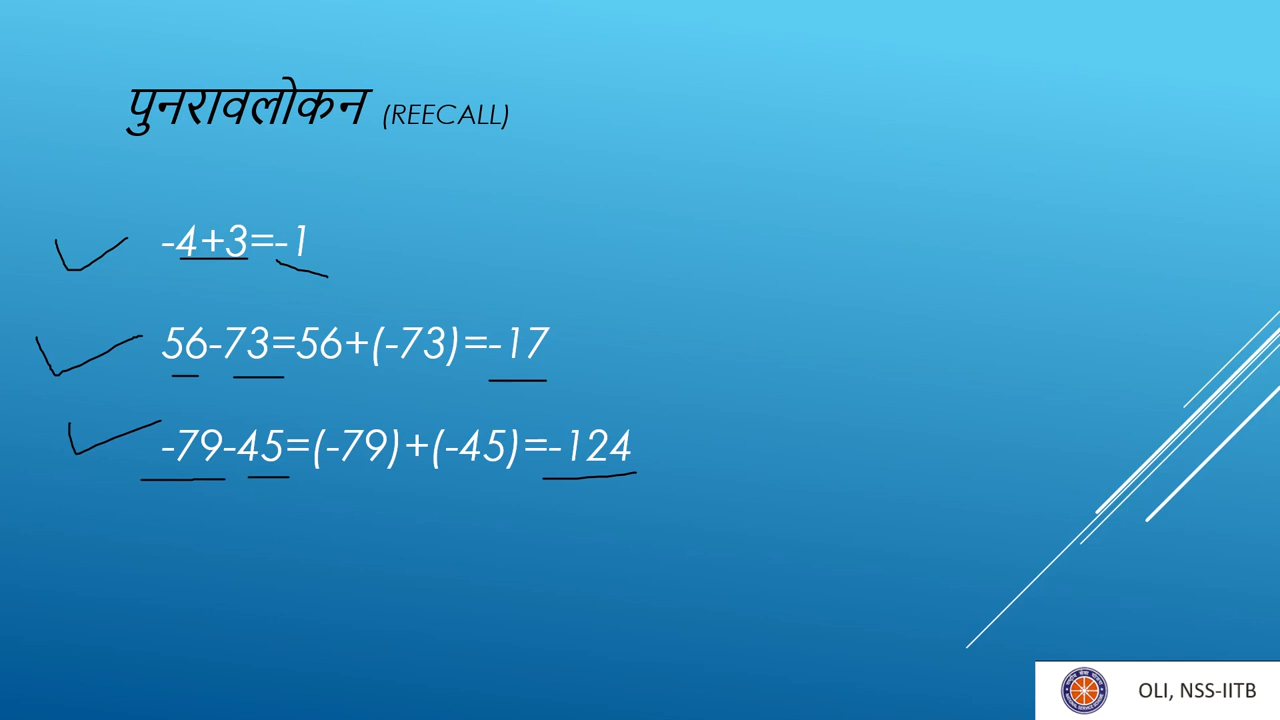 पुनरावलोकन (REECALL)
-4+3=-1
56-73=56+(-73)=-17
-79-45=(-79)+(-45)=-124
OLI, NSS-IITB